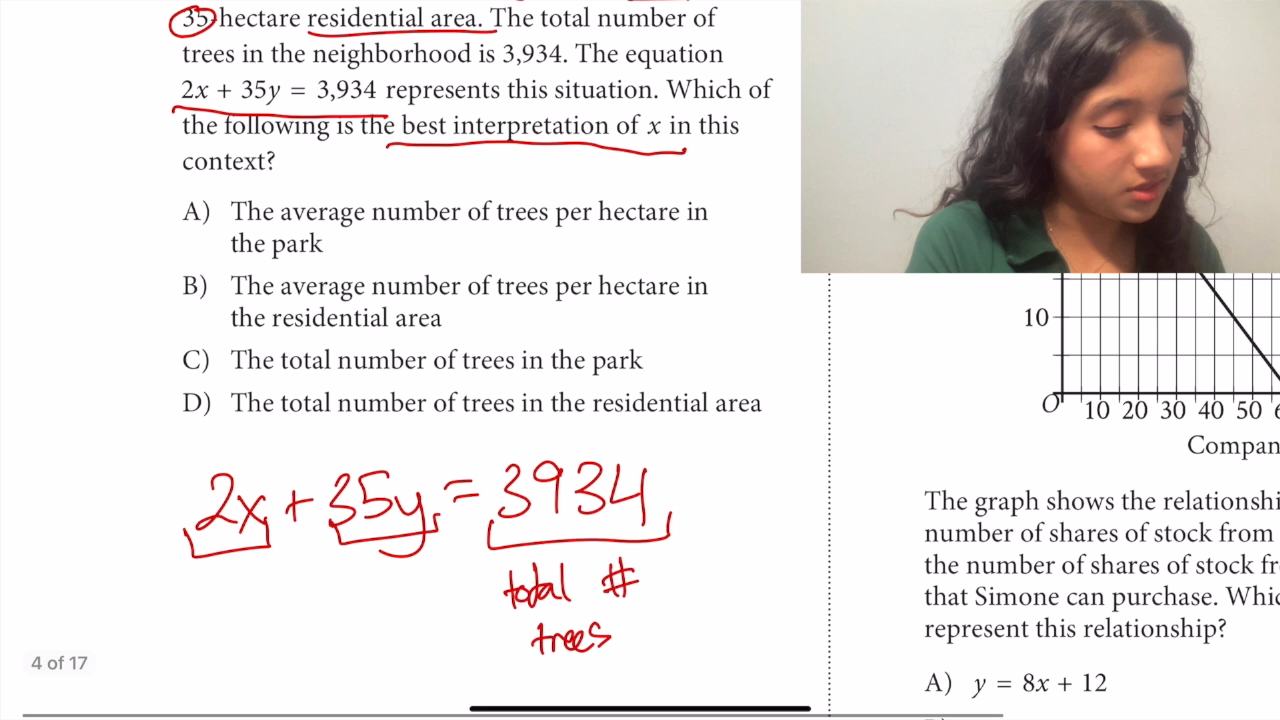 35-hectare residential area. The total number of
trees in the neighborhood is 3,934. The equation
2x + 35y = 3,934 represents this situation. Which of
the following is the best interpretation of x in this
context?
A) The average number of trees per hectare in
the park
B) The average number of trees per hectare in
the residential area
C) The total number of trees in the park
D) The total number of trees in the residential area
2x + 35y = 3934
total #
trees
4 of 17
10
O 10 20 30 40 50
The graph shows the
number of shares of stock from
the number of shares of stock
that Simone can purchase.
represent this relationship?
A) y = 8x + 12